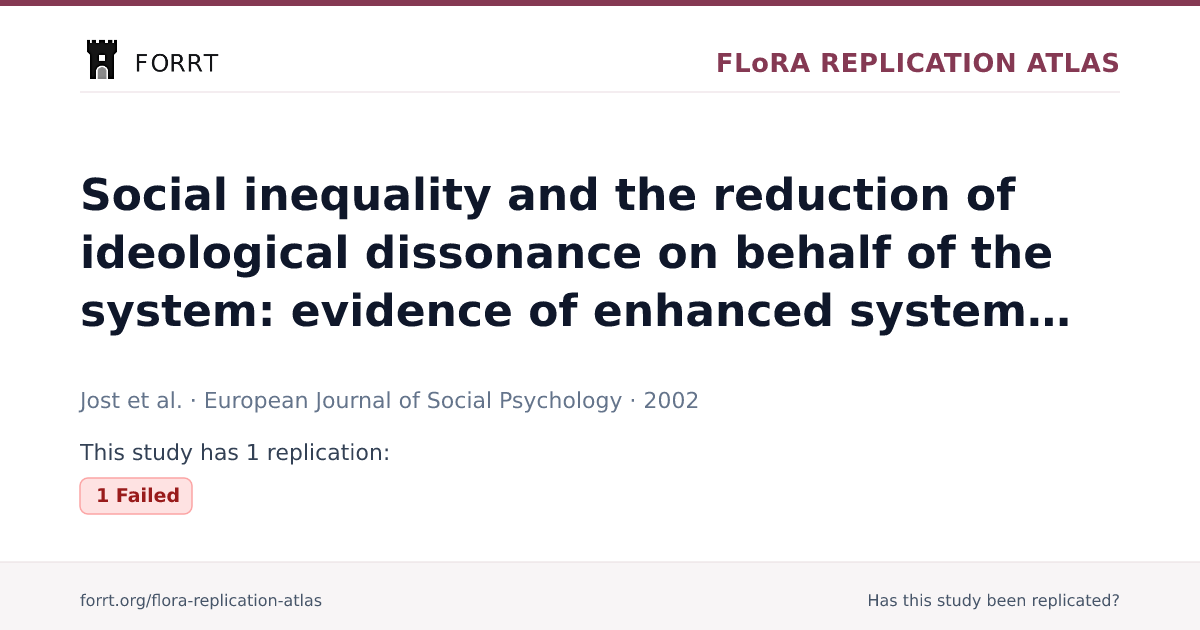 FORRT
FLoRA REPLICATION ATLAS
Social inequality and the reduction of
ideological dissonance on behalf of the
system: evidence of enhanced system…
Jost et al. · European Journal of Social Psychology · 2002
This study has 1 replication:
1 Failed
forrt.org/flora-replication-atlas
Has this study been replicated?